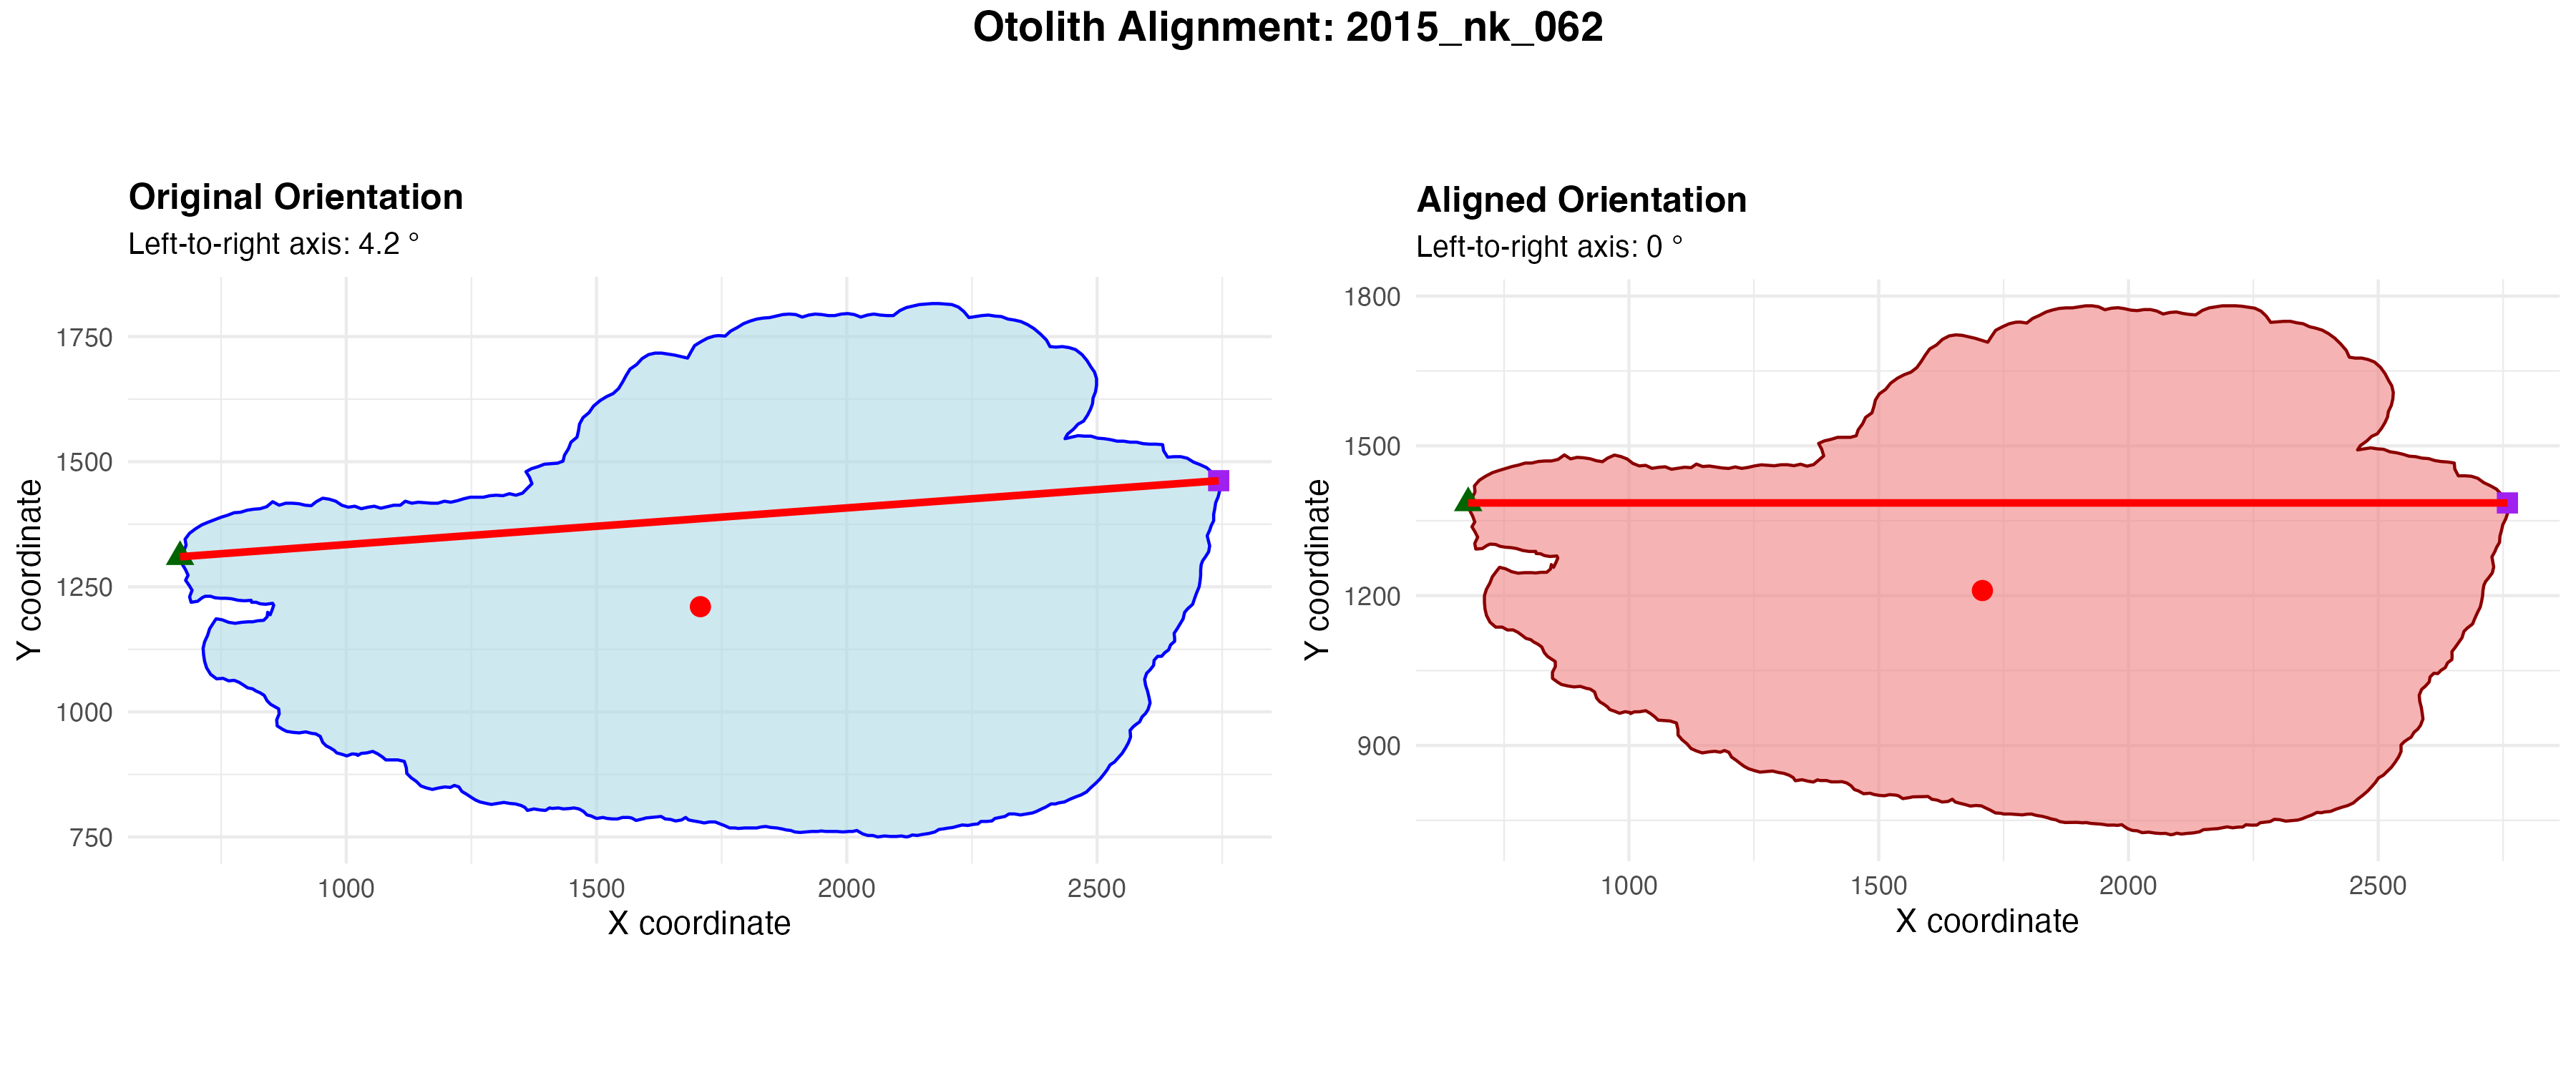 Otolith Alignment: 2015_nk_062
Original Orientation
Left-to-right axis: 4.2 °
1750
1500
1250
1000
750
Y coordinate
1000 1500 2000 2500
X coordinate
Aligned Orientation
Left-to-right axis: 0 °
1800
1500
1200
900
Y coordinate
1000 1500 2000 2500
X coordinate